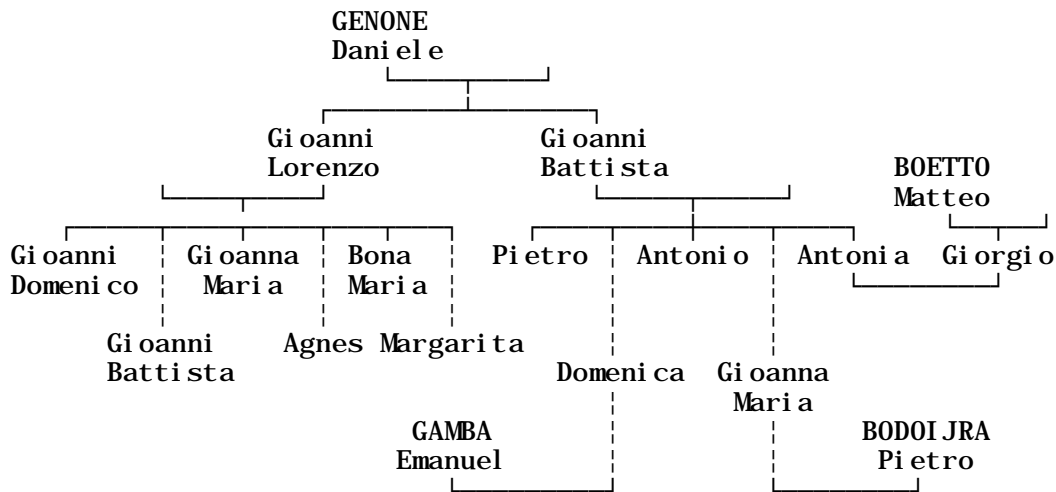 GENONE
Daniele
Gioanni Gioanni
Lorenzo Battista BOETTO
Matteo
Gioanni Gioanna Bona Pietro Antonio Antonia Giorgio
Domenico Maria Maria
Gioanni Agnes Margarita
Battista Domenica Gioanna
Maria
GAMBA BODOIJRA
Emanuel Pietro